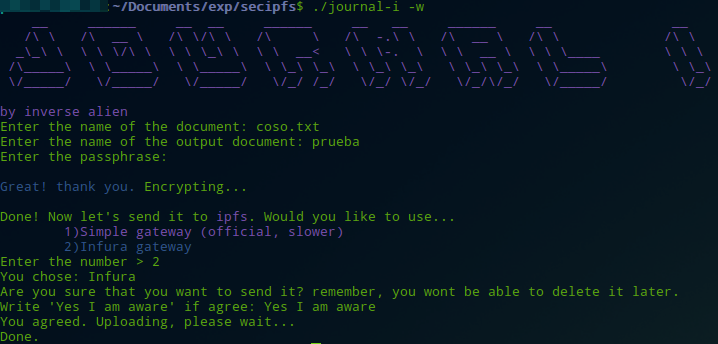 :~/Documents/exp/secipfs$ ./journal-i -w
JOURNAL I
by inverse alien
Enter the name of the document: coso.txt
Enter the name of the output document: prueba
Enter the passphrase:
Great! thank you. Encrypting...
Done! Now let's send it to ipfs. Would you like to use...
1)Simple gateway (official, slower)
2)Infura gateway
Enter the number > 2
You chose: Infura
Are you sure that you want to send it? remember, you wont be able to delete it later.
Write 'Yes I am aware' if agree: Yes I am aware
You agreed. Uploading, please wait...
Done.